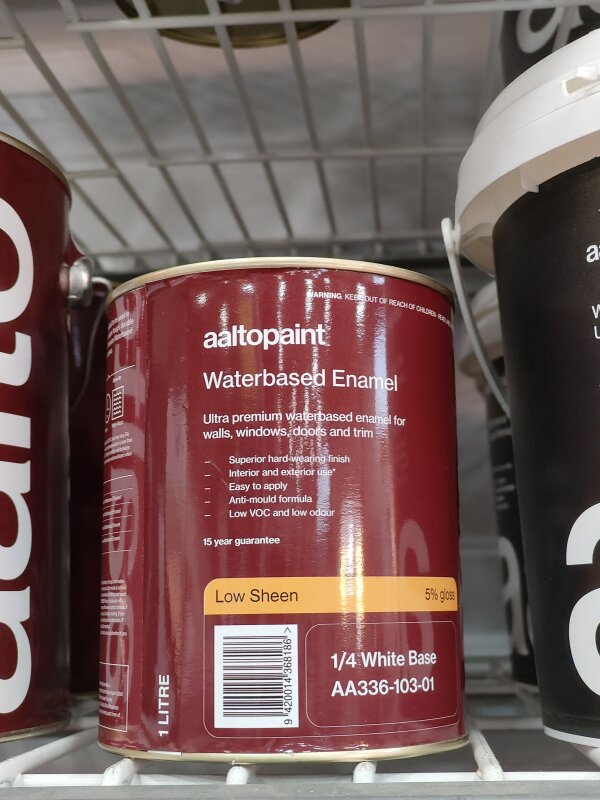 WARNING KEEP OUT OF REACH OF CHILDREN
aaltopaint
Waterbased Enamel
Ultra premium waterbased enamel for
walls, windows, doors and trim
– Superior hard-wearing finish
– Interior and exterior use*
– Easy to apply
– Anti-mould formula
– Low VOC and low odour
15 year guarantee
Low Sheen 5% gloss
1/4 White Base
AA336-103-01
9 420014 368186 >
1 LITRE
aalto